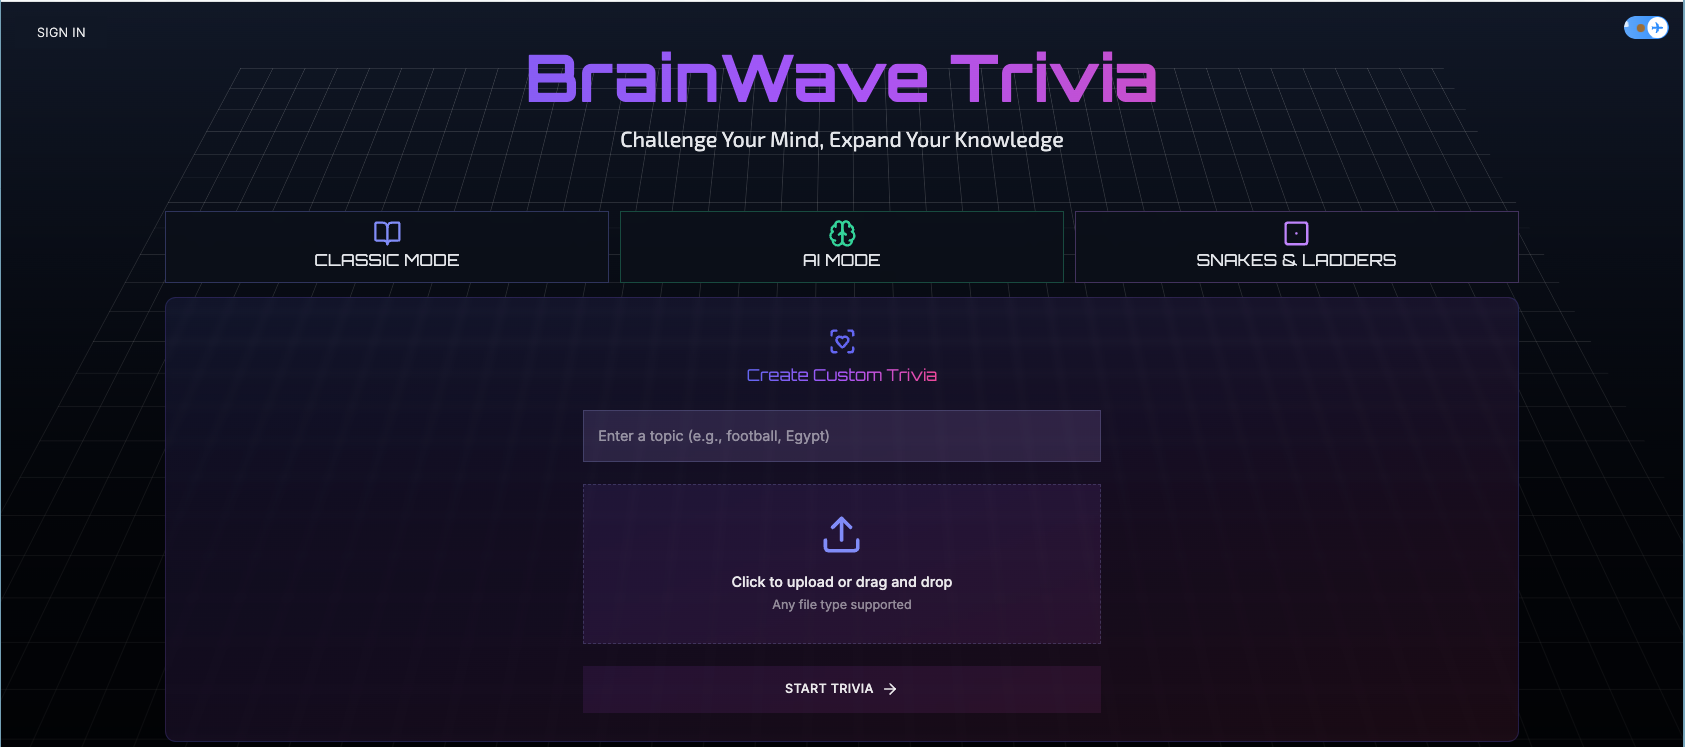 SIGN IN
BrainWave Trivia
Challenge Your Mind, Expand Your Knowledge
CLASSIC MODE
AI MODE
SNAKES & LADDERS
Create Custom Trivia
Enter a topic (e.g., football, Egypt)
Click to upload or drag and drop
Any file type supported
START TRIVIA